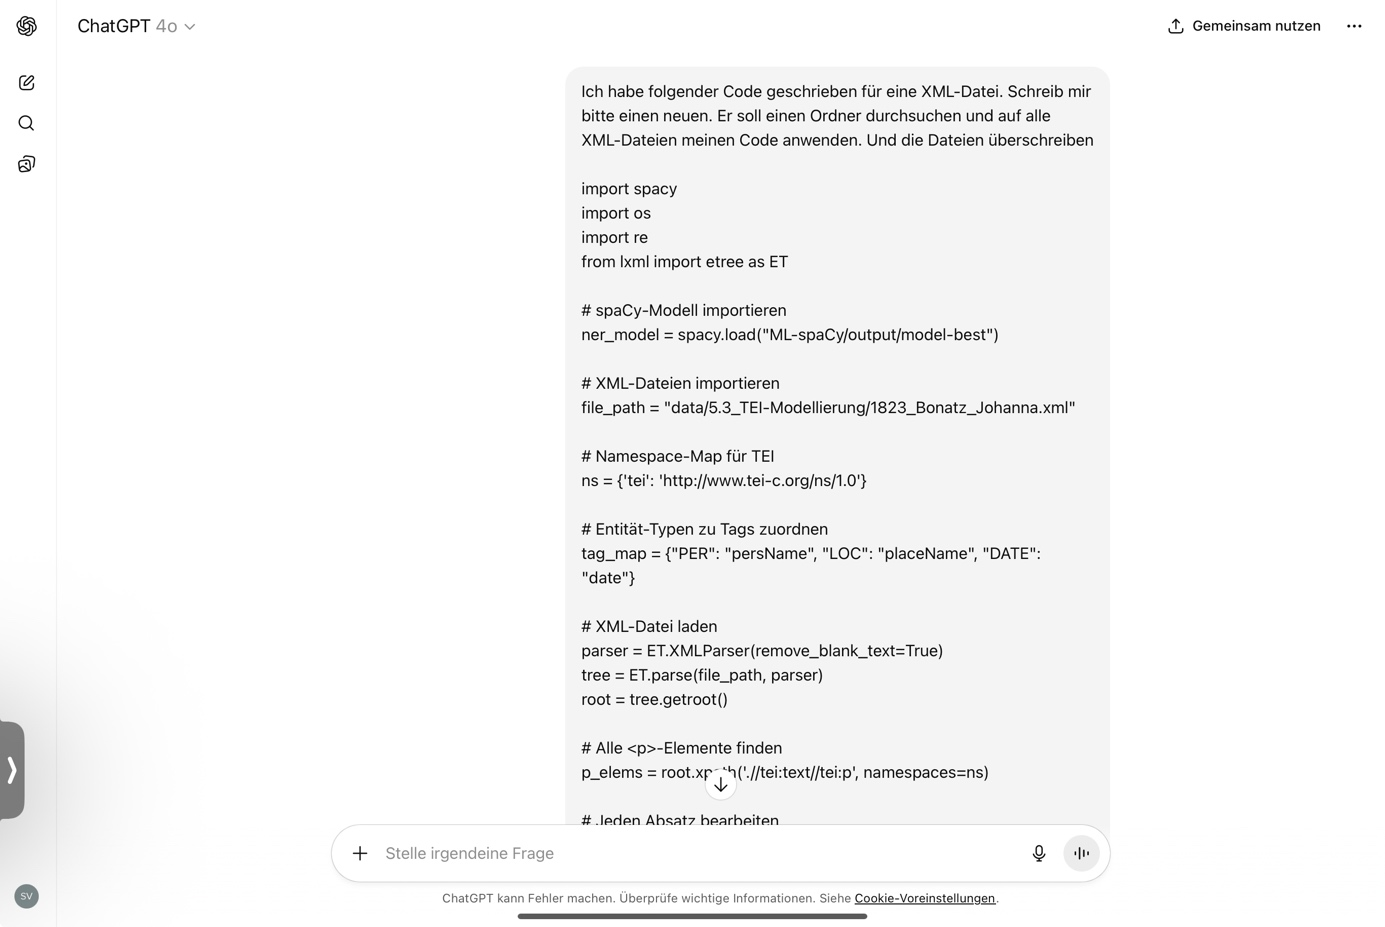 ChatGPT 4o
Gemeinsam nutzen
Ich habe folgender Code geschrieben für eine XML-Datei. Schreib mir
bitte einen neuen. Er soll einen Ordner durchsuchen und auf alle
XML-Dateien meinen Code anwenden. Und die Dateien überschreiben
import spacy
import os
import re
from lxml import etree as ET
# spaCy-Modell importieren
ner_model = spacy.load("ML-spaCy/output/model-best")
# XML-Dateien importieren
file_path = "data/5.3_TEI-Modellierung/1823_Bonatz_Johanna.xml"
# Namespace-Map für TEI
ns = {'tei': 'http://www.tei-c.org/ns/1.0'}
# Entität-Typen zu Tags zuordnen
tag_map = {"PER": "persName", "LOC": "placeName", "DATE":
"date"}
# XML-Datei laden
parser = ET.XMLParser(remove_blank_text=True)
tree = ET.parse(file_path, parser)
root = tree.getroot()
# Alle <p>-Elemente finden
p_elems = root.xpath('.//tei:text//tei:p', namespaces=ns)
# Jeden Absatz bearbeiten
Stelle irgendeine Frage
SV
ChatGPT kann Fehler machen. Überprüfe wichtige Informationen. Siehe Cookie-Voreinstellungen.